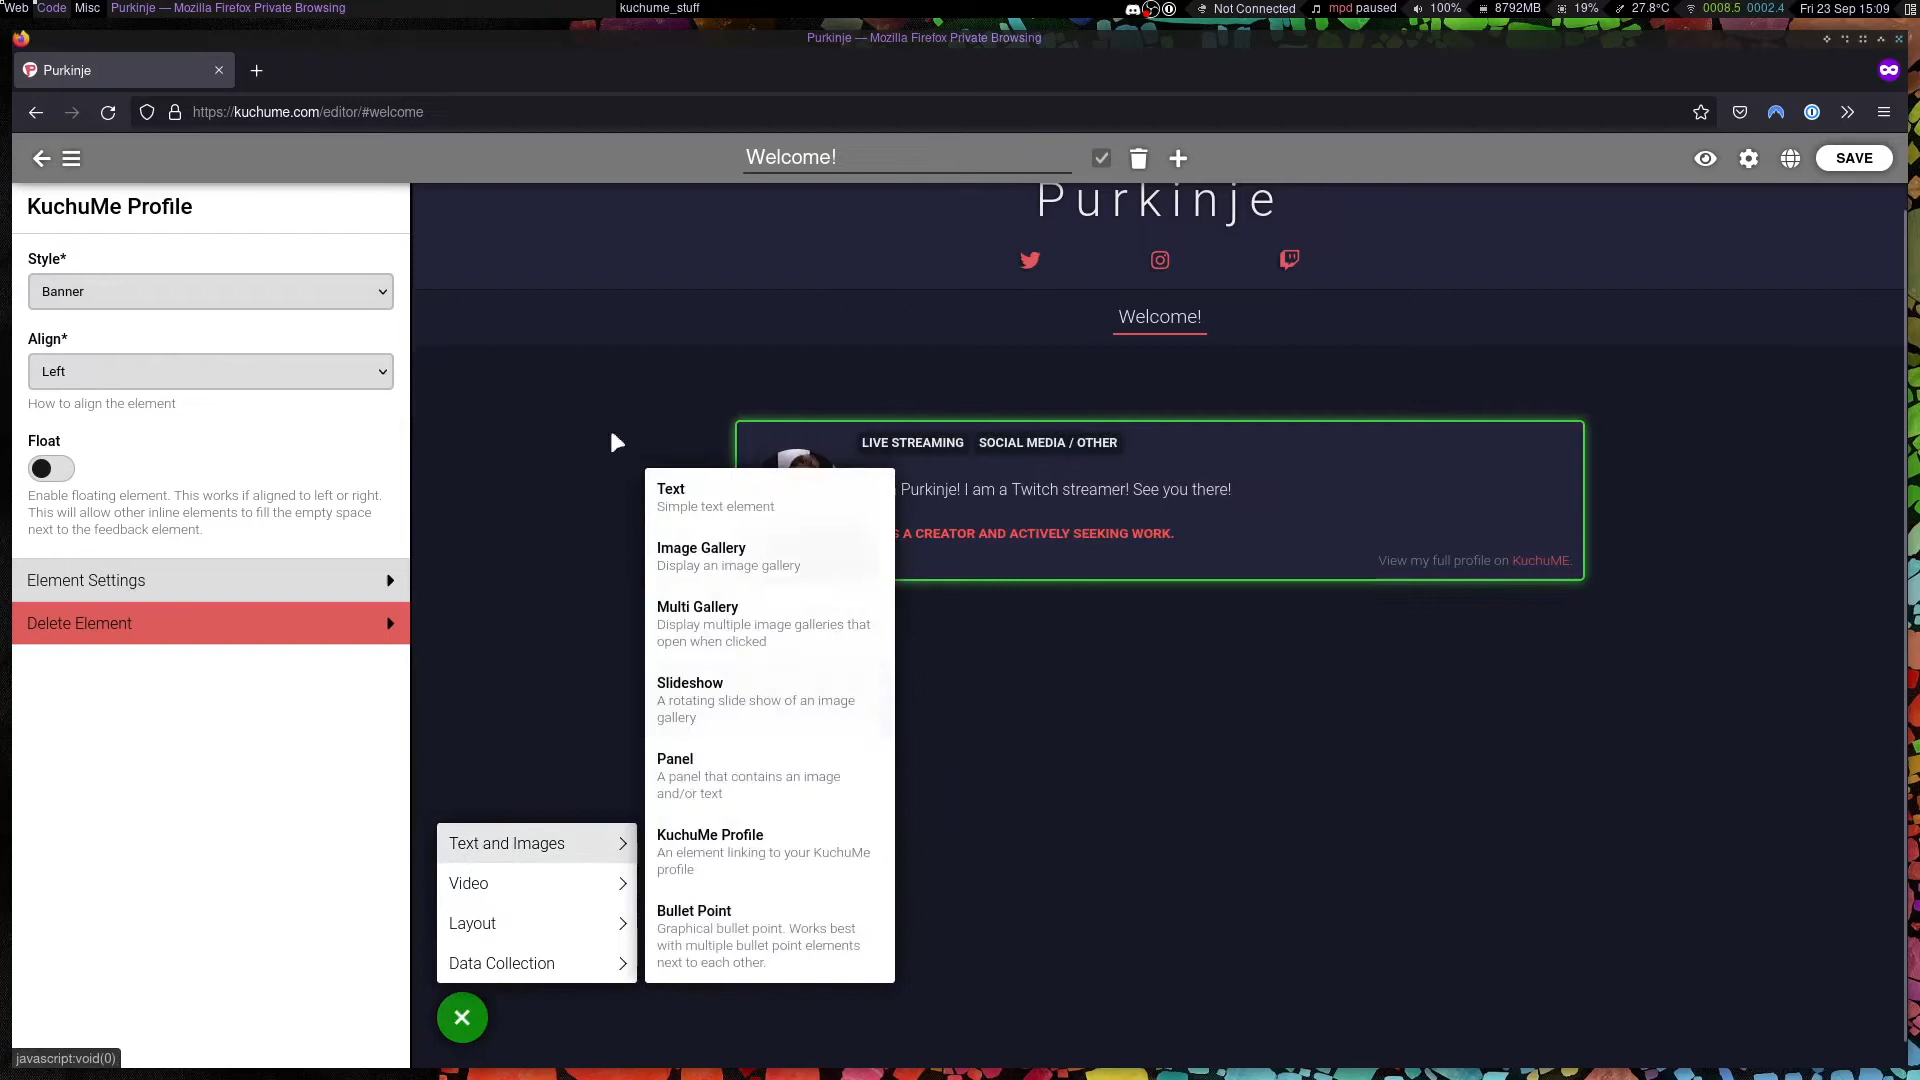 Web Code Misc Purkinje — Mozilla Firefox Private Browsing kuchume_stuff Not Connected mpd paused 100% 8792MB 19% 27.8°C 0008.5 0002.4 Fri 23 Sep 15:09
Purkinje — Mozilla Firefox Private Browsing
Purkinje
https://kuchume.com/editor/#welcome
Welcome!
SAVE
KuchuMe Profile
Style*
Banner
Align*
Left
How to align the element
Float
Enable floating element. This works if aligned to left or right.
This will allow other inline elements to fill the empty space
next to the feedback element.
Element Settings
Delete Element
javascript:void(0)
Purkinje
Welcome!
LIVE STREAMING SOCIAL MEDIA / OTHER
Purkinje! I am a Twitch streamer! See you there!
S A CREATOR AND ACTIVELY SEEKING WORK.
View my full profile on KuchuME.
Text
Simple text element
Image Gallery
Display an image gallery
Multi Gallery
Display multiple image galleries that
open when clicked
Slideshow
A rotating slide show of an image
gallery
Panel
A panel that contains an image
and/or text
KuchuMe Profile
An element linking to your KuchuMe
profile
Bullet Point
Graphical bullet point. Works best
with multiple bullet point elements
next to each other.
Text and Images
Video
Layout
Data Collection